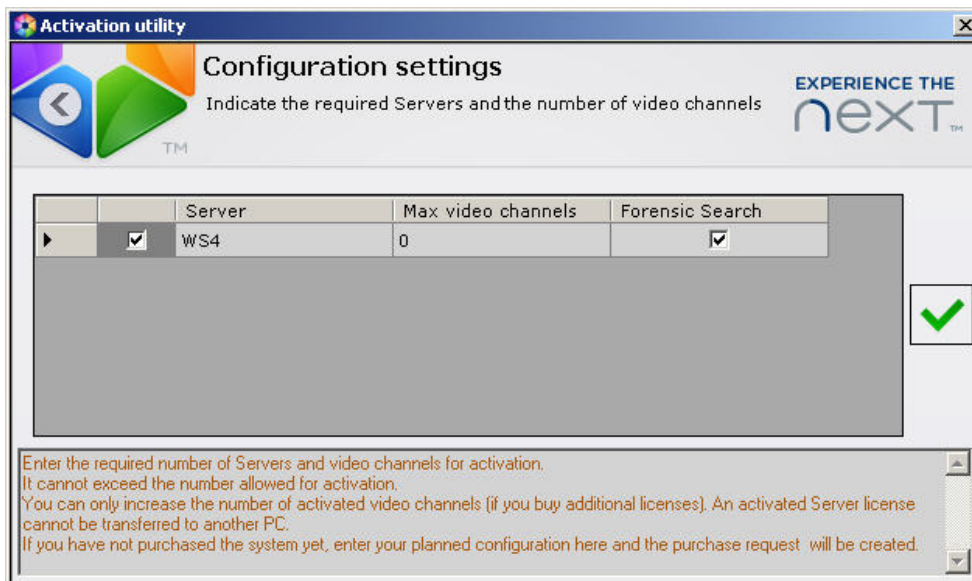 Activation utility
Configuration settings
Indicate the required Servers and the number of video channels
EXPERIENCE THE
nexT™
TM
Server Max video channels Forensic Search
WS4 0
Enter the required number of Servers and video channels for activation.
It cannot exceed the number allowed for activation.
You can only increase the number of activated video channels (if you buy additional licenses). An activated Server license
cannot be transferred to another PC.
If you have not purchased the system yet, enter your planned configuration here and the purchase request will be created.